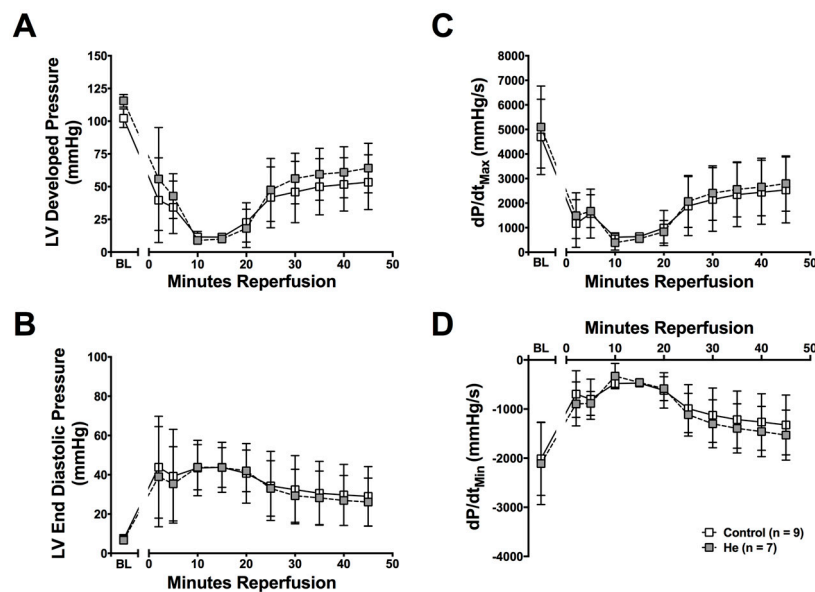 A
LV Developed Pressure
(mmHg)
150
125
100
75
50
25
0
BL
0
10
20
30
40
50
Minutes Reperfusion
B
LV End Diastolic Pressure
(mmHg)
100
80
60
40
20
0
BL
0
10
20
30
40
50
Minutes Reperfusion
C
dP/dtMax (mmHg/s)
8000
7000
6000
5000
4000
3000
2000
1000
0
BL
0
10
20
30
40
50
Minutes Reperfusion
D
Minutes Reperfusion
BL
0
10
20
30
40
50
dP/dtMin (mmHg/s)
0
-1000
-2000
-3000
-4000
Control (n = 9)
He (n = 7)